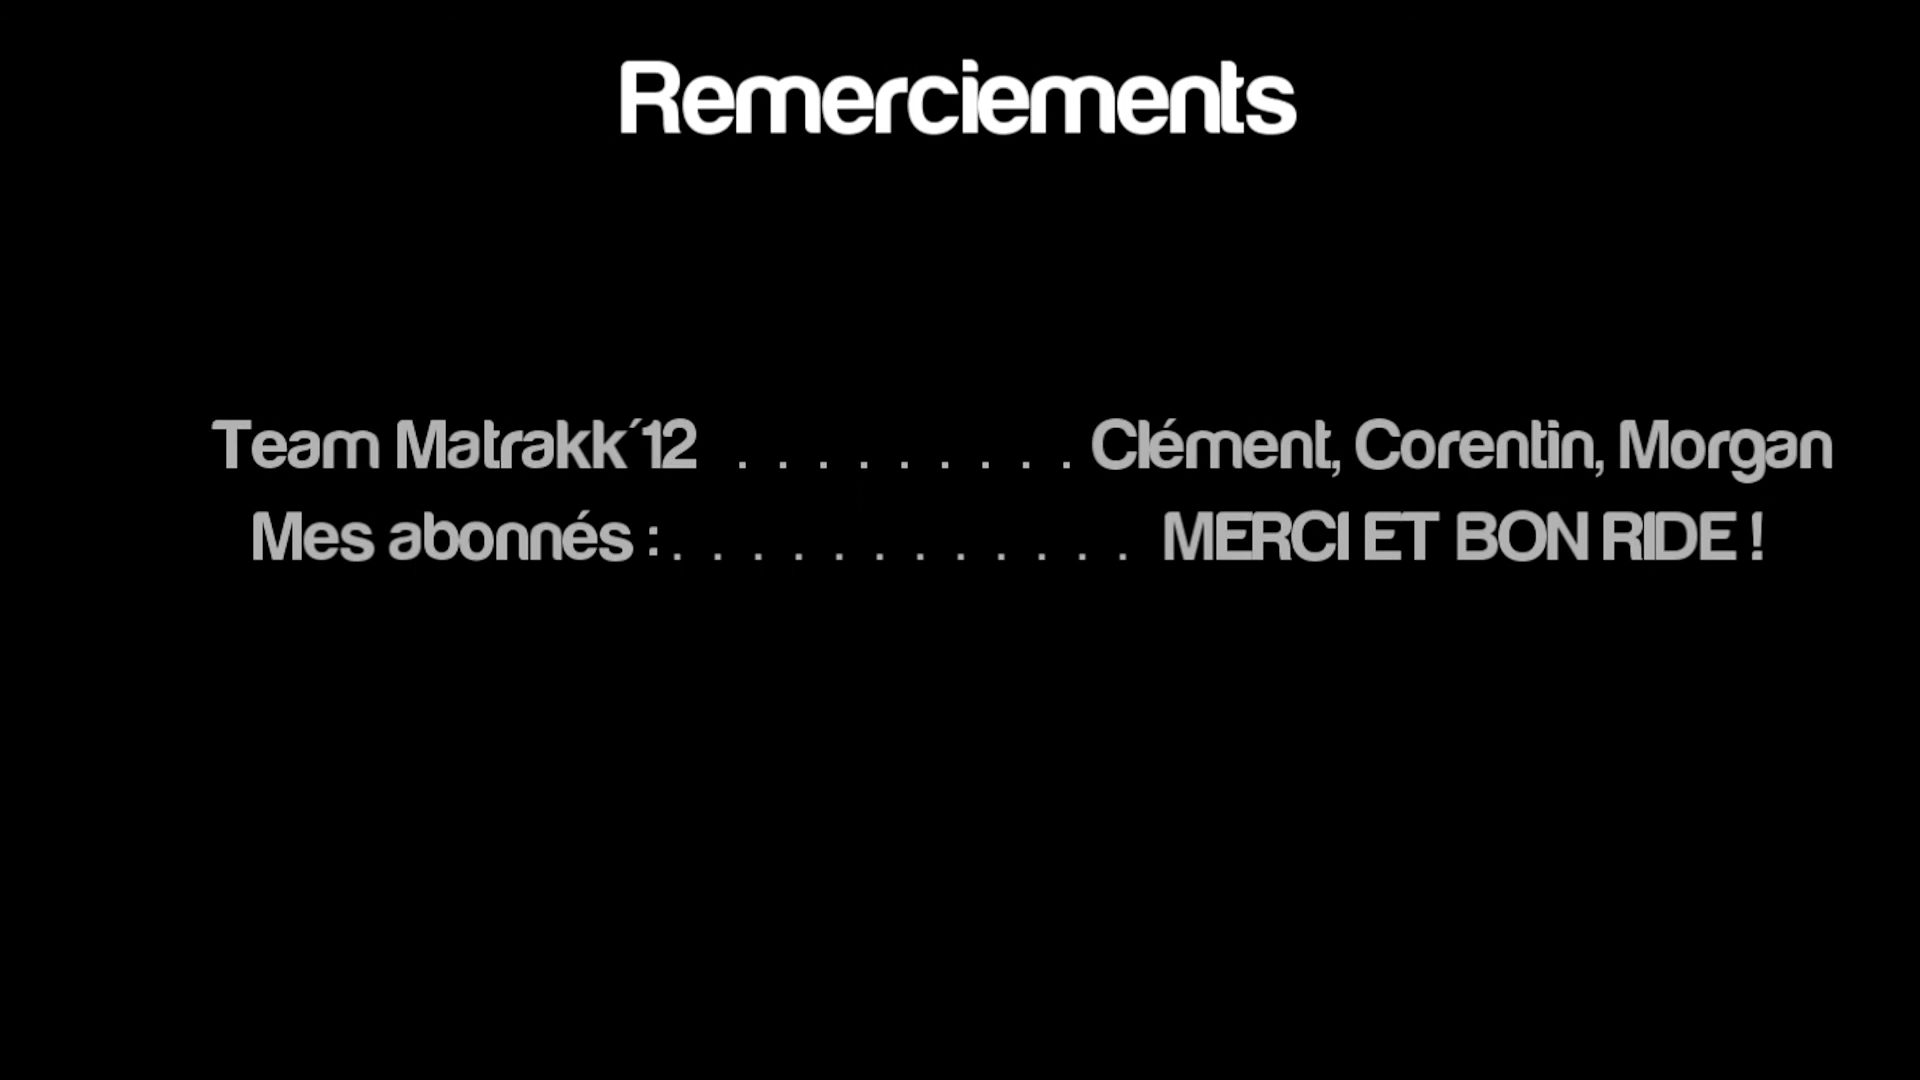 Remerciements
Team Matrakk´12 . . . . . . . . . Clément, Corentin, Morgan
Mes abonnés : . . . . . . . . . . . . MERCI ET BON RIDE !